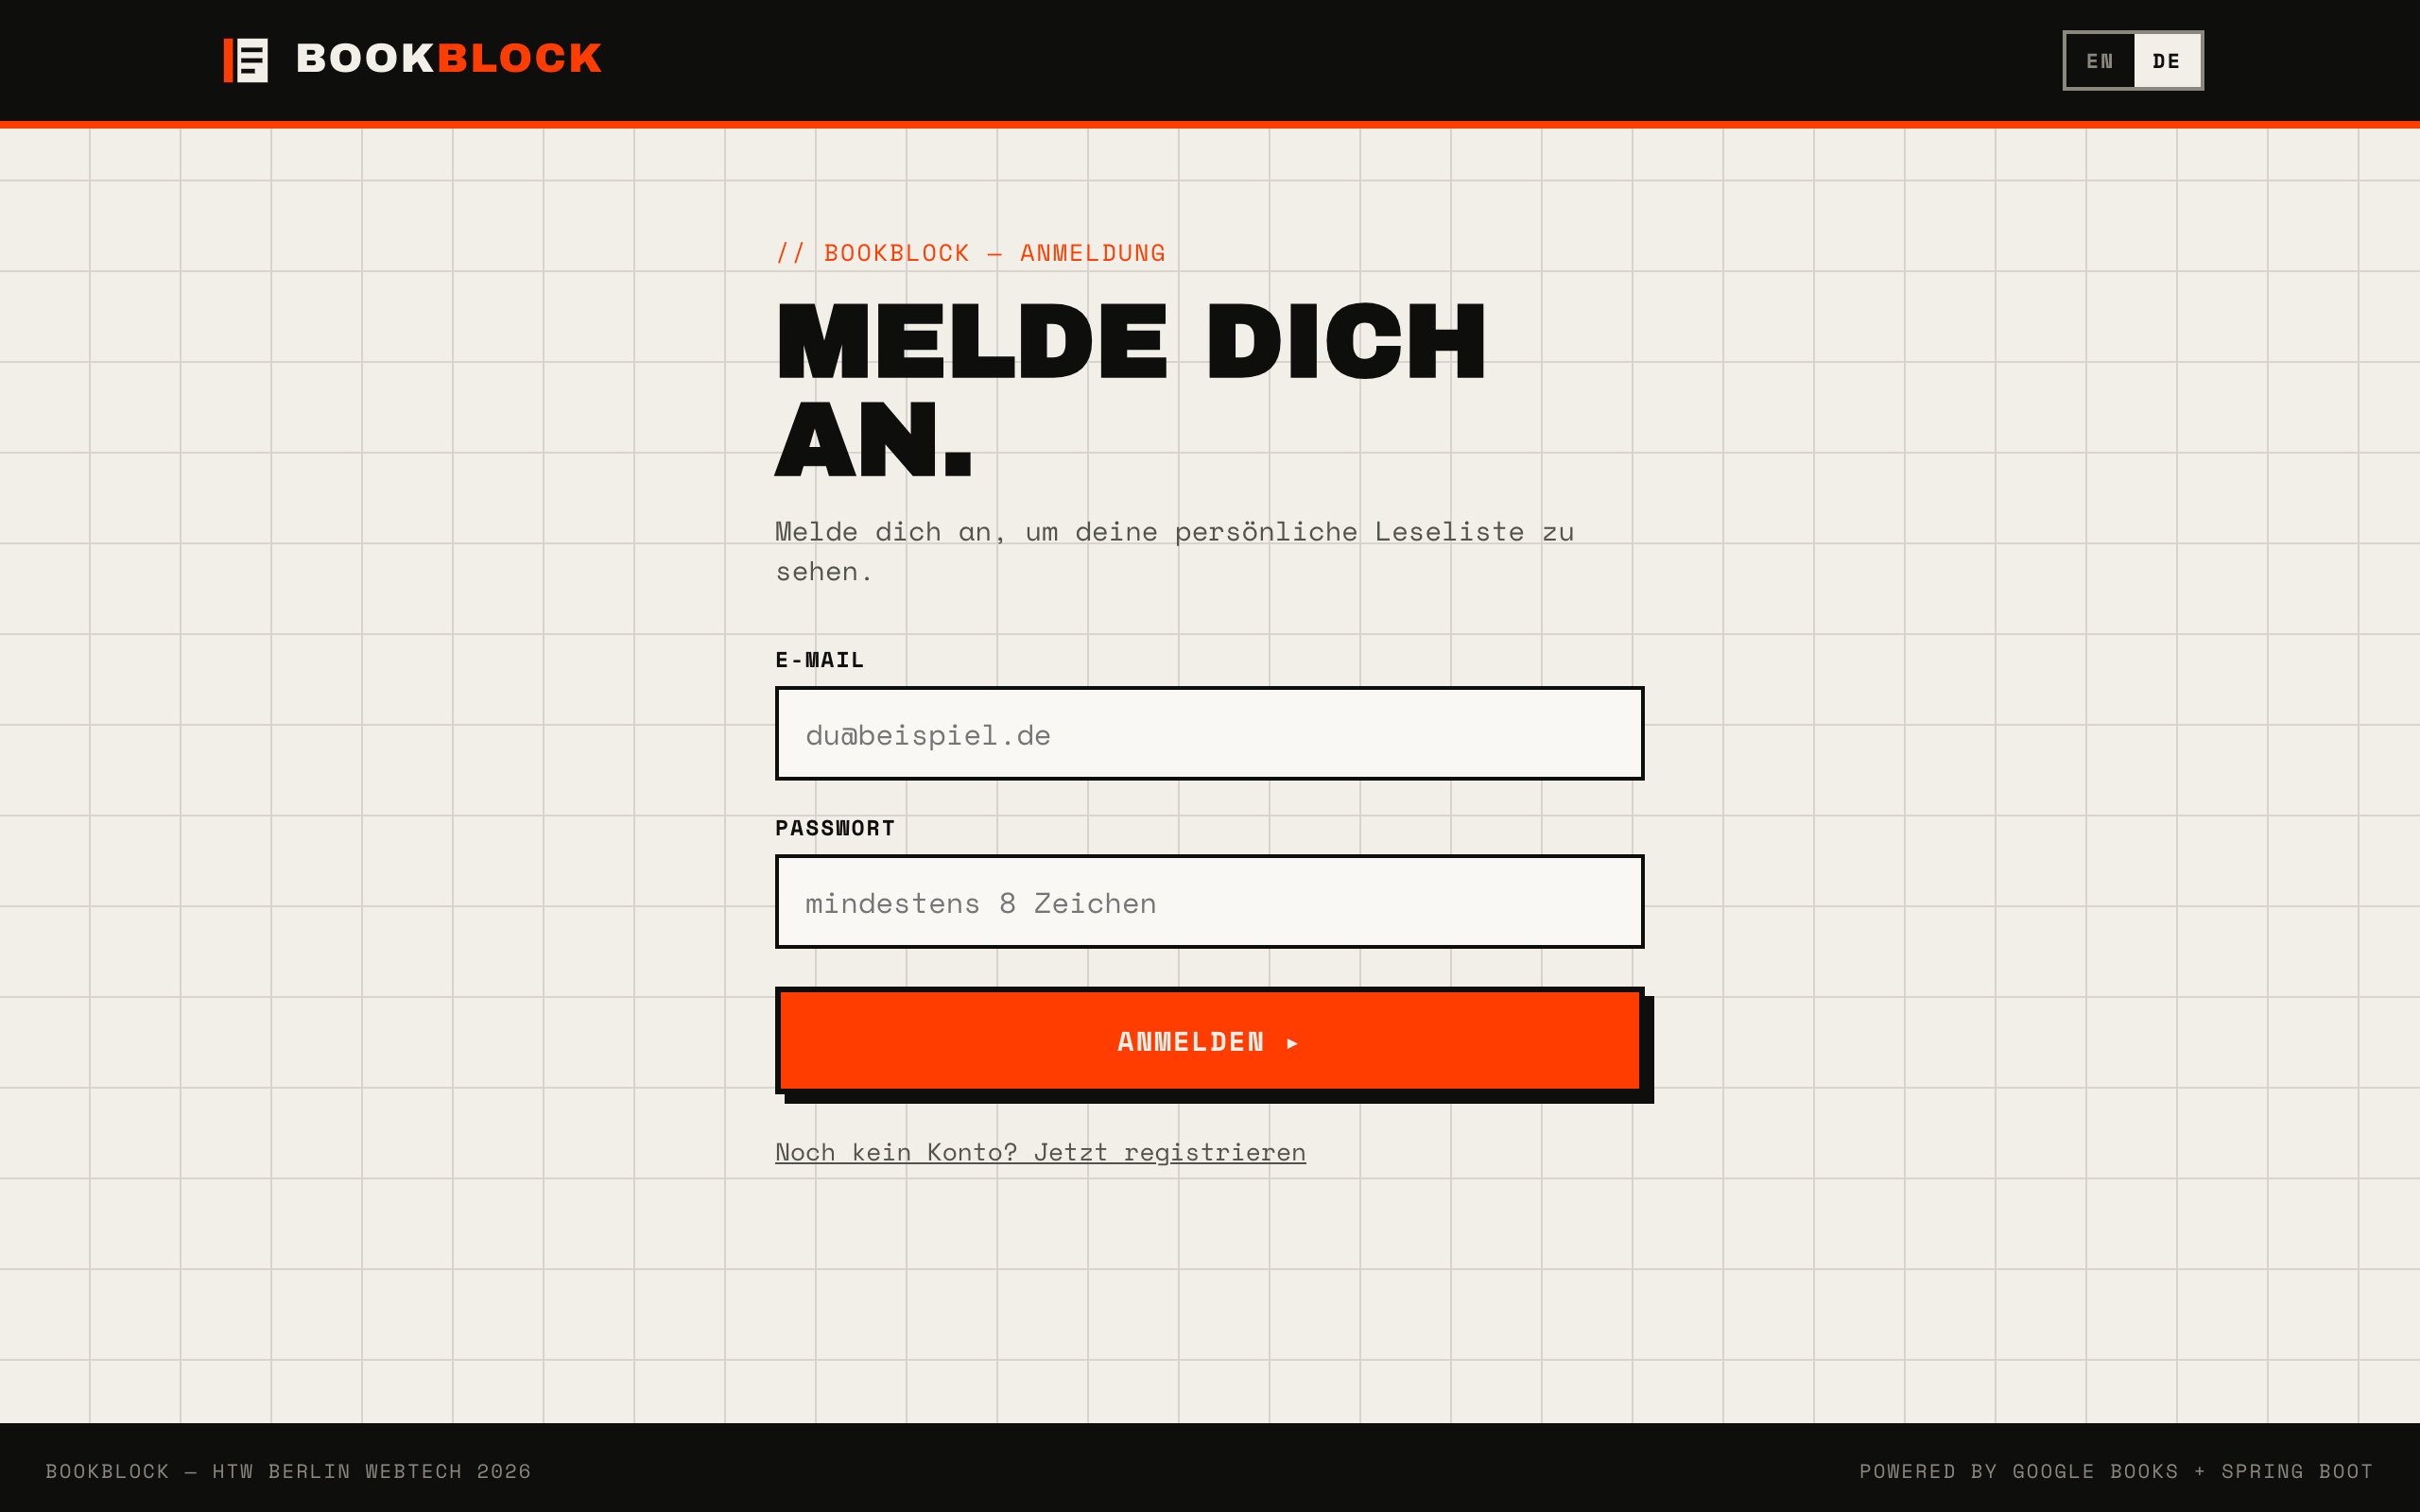 BOOKBLOCK
EN DE
// BOOKBLOCK — ANMELDUNG
MELDE DICH
AN.
Melde dich an, um deine persönliche Leseliste zu
sehen.
E-MAIL
du@beispiel.de
PASSWORT
mindestens 8 Zeichen
ANMELDEN ▸
Noch kein Konto? Jetzt registrieren
BOOKBLOCK — HTW BERLIN WEBTECH 2026
POWERED BY GOOGLE BOOKS + SPRING BOOT